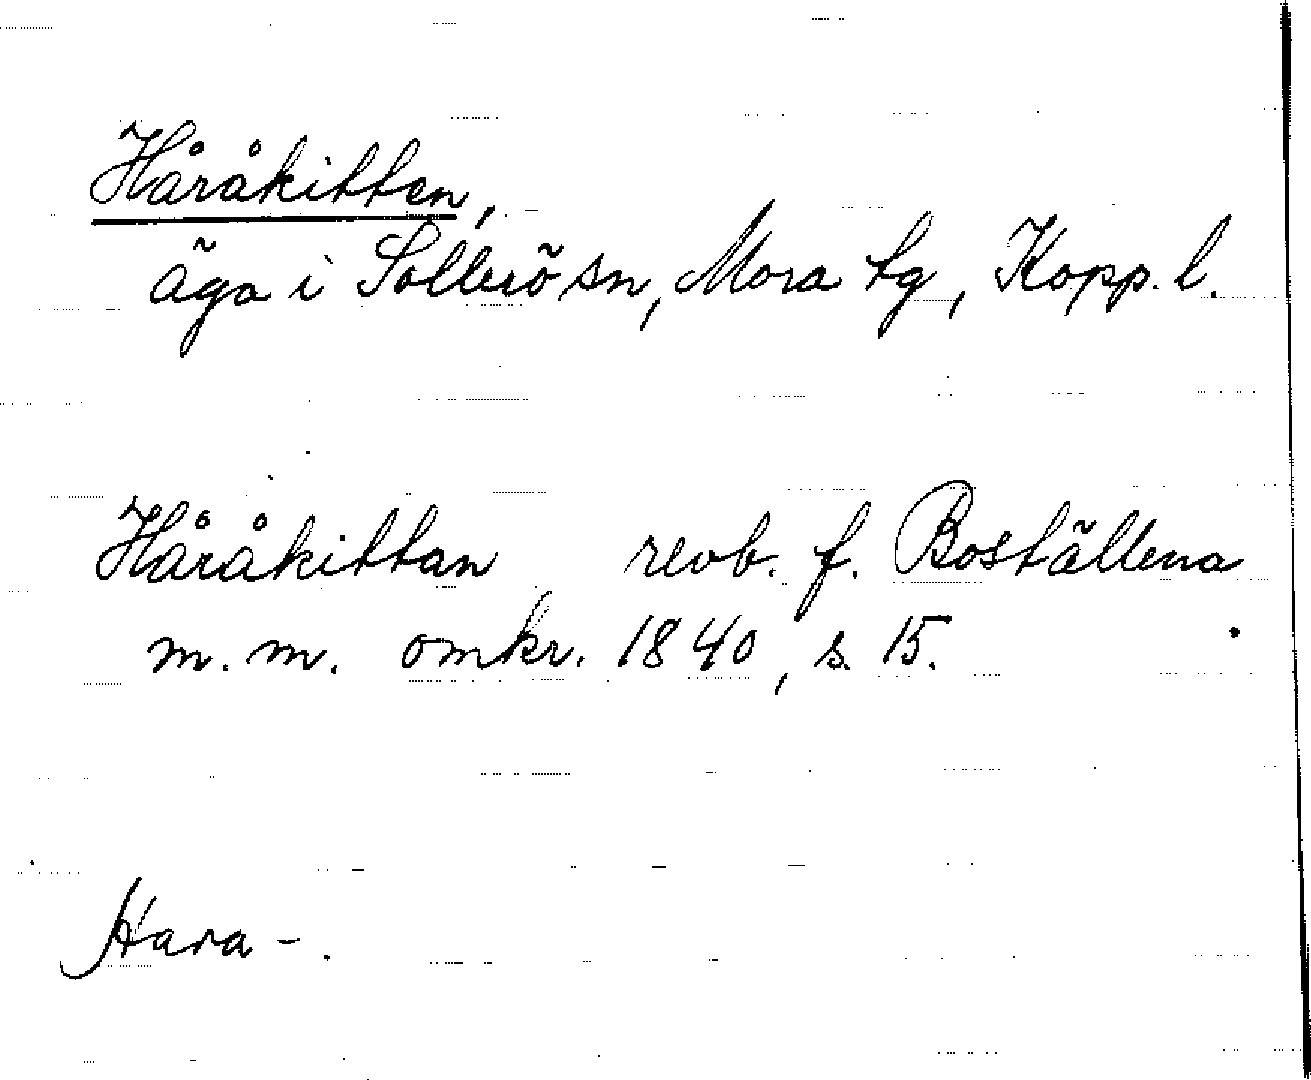 Håråkitten,
äga i Sollerö sn, Mora tg, Kopp. l.
Håråkittan revb. f. Boställena
m. m. omkr. 1840, s. 15.
Hara -.